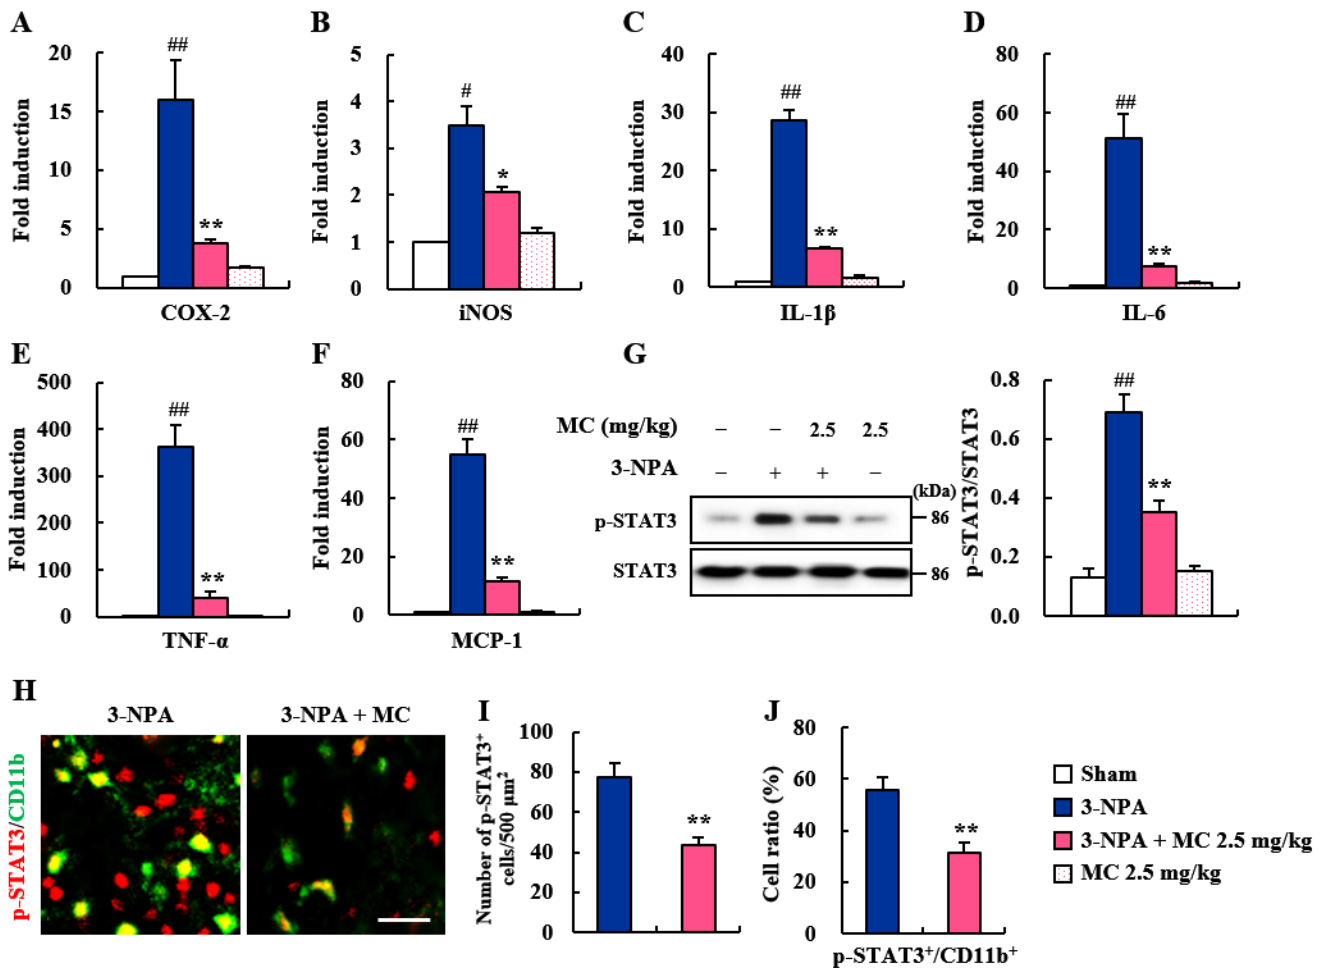 A
Fold induction
20
15
10
5
0
##
**
COX-2
B
Fold induction
5
4
3
2
1
0
#
*
iNOS
C
Fold induction
40
30
20
10
0
##
**
IL-1β
D
Fold induction
80
60
40
20
0
##
**
IL-6
E
Fold induction
500
400
300
200
100
0
##
**
TNF-α
F
Fold induction
80
60
40
20
0
##
**
MCP-1
G
MC (mg/kg) – – 2.5 2.5
3-NPA – + + –
(kDa)
p-STAT3 86
STAT3 86
p-STAT3/STAT3
0.8
0.6
0.4
0.2
0.0
##
**
H
3-NPA
3-NPA + MC
p-STAT3/CD11b
I
Number of p-STAT3⁺
cells/500 µm²
100
80
60
40
20
0
**
J
Cell ratio (%)
80
60
40
20
0
**
p-STAT3⁺/CD11b⁺
Sham
3-NPA
3-NPA + MC 2.5 mg/kg
MC 2.5 mg/kg